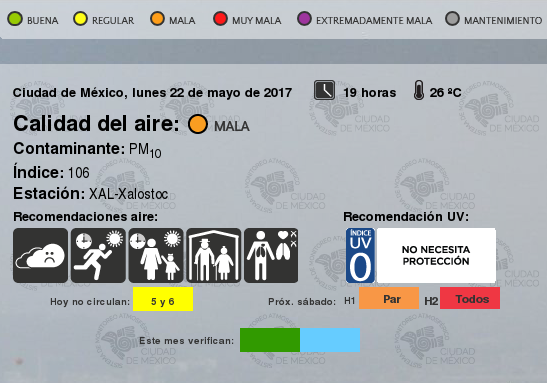 BUENA REGULAR MALA MUY MALA EXTREMADAMENTE MALA MANTENIMIENTO
Ciudad de México, lunes 22 de mayo de 2017 19 horas 26 ºC
Calidad del aire: MALA
Contaminante: PM10
Índice: 106
Estación: XAL-Xalostoc
Recomendaciones aire: Recomendación UV:
ÍNDICE
UV
0
NO NECESITA
PROTECCIÓN
Hoy no circulan: 5 y 6 Próx. sábado: H1 Par H2 Todos
Este mes verifican:
CIUDAD
DE MÉXICO